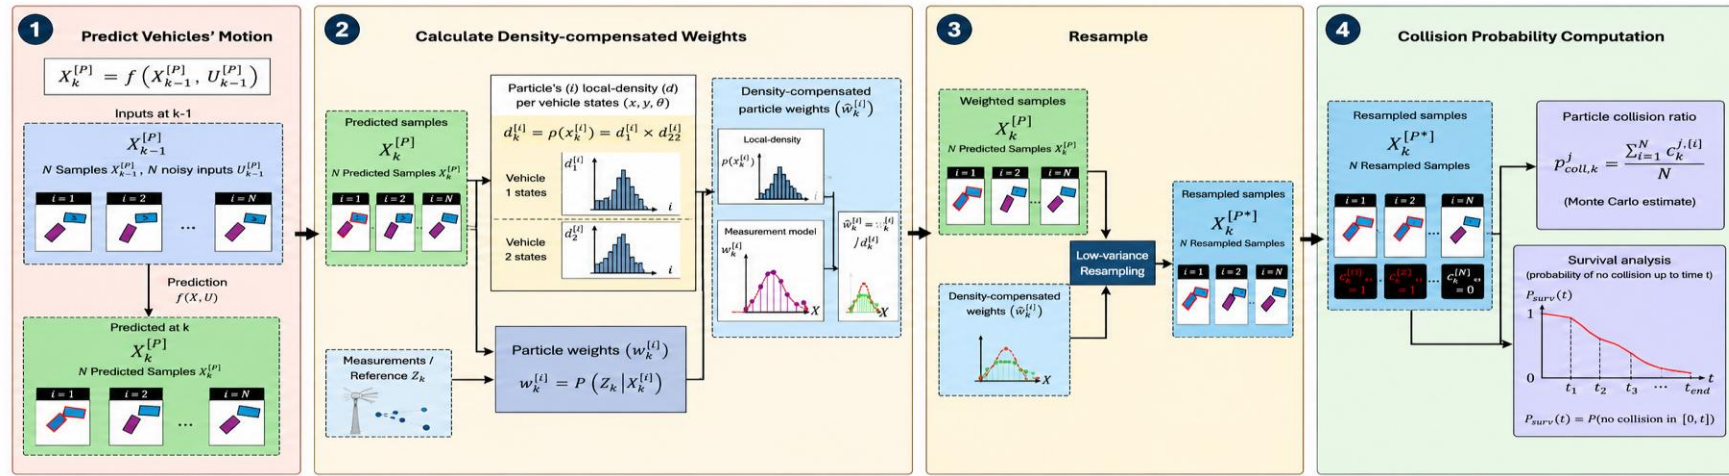 1
Predict Vehicles’ Motion
X_k^[P] = f (X_{k-1}^[P], U_{k-1}^[P])
Inputs at k-1
X_{k-1}^[P]
N Samples X_{k-1}^[P], N noisy inputs U_{k-1}^[P]
i = 1 i = 2 i = N
...
Prediction
f(X, U)
Predicted at k
X_k^[P]
N Predicted Samples X_k^[P]
i = 1 i = 2 i = N
...
2
Calculate Density-compensated Weights
Predicted samples
X_k^[P]
N Predicted Samples X_k^[P]
i = 1 i = 2 i = N
Particle's (i) local-density (d)
per vehicle states (x, y, θ)
d_k^[i] = p(x_k^[i]) = d_1^[i] × d_22^[i]
Vehicle
1 states
d_1^[i]
i
Vehicle
2 states
d_2^[i]
i
Measurements /
Reference Z_k
Particle weights (w_k^[i])
w_k^[i] = P (Z_k | X_k^[i])
Density-compensated
particle weights (ŵ_k^[i])
Local-density
p(x_k^[i])
i
Measurement model
w_k^[i]
X
X
3
Resample
Weighted samples
X_k^[P]
N Predicted Samples X_k^[P]
i = 1 i = 2 i = N
Density-compensated
weights (ŵ_k^[i])
X
Low-variance
Resampling
Resampled samples
X_k^[P*]
N Resampled Samples
i = 1 i = 2 i = N
4
Collision Probability Computation
Resampled samples
X_k^[P*]
N Resampled Samples
i = 1 i = 2 i = N
= 1 = 1 = 0
Particle collision ratio
p_{coll,k}^j = ∑_{i=1}^N c_k^{j,[i]} / N
(Monte Carlo estimate)
Survival analysis
(probability of no collision up to time t)
P_surv(t)
1
0
t_1 t_2 t_3 ... t_end
t
P_surv(t) = P(no collision in [0, t])